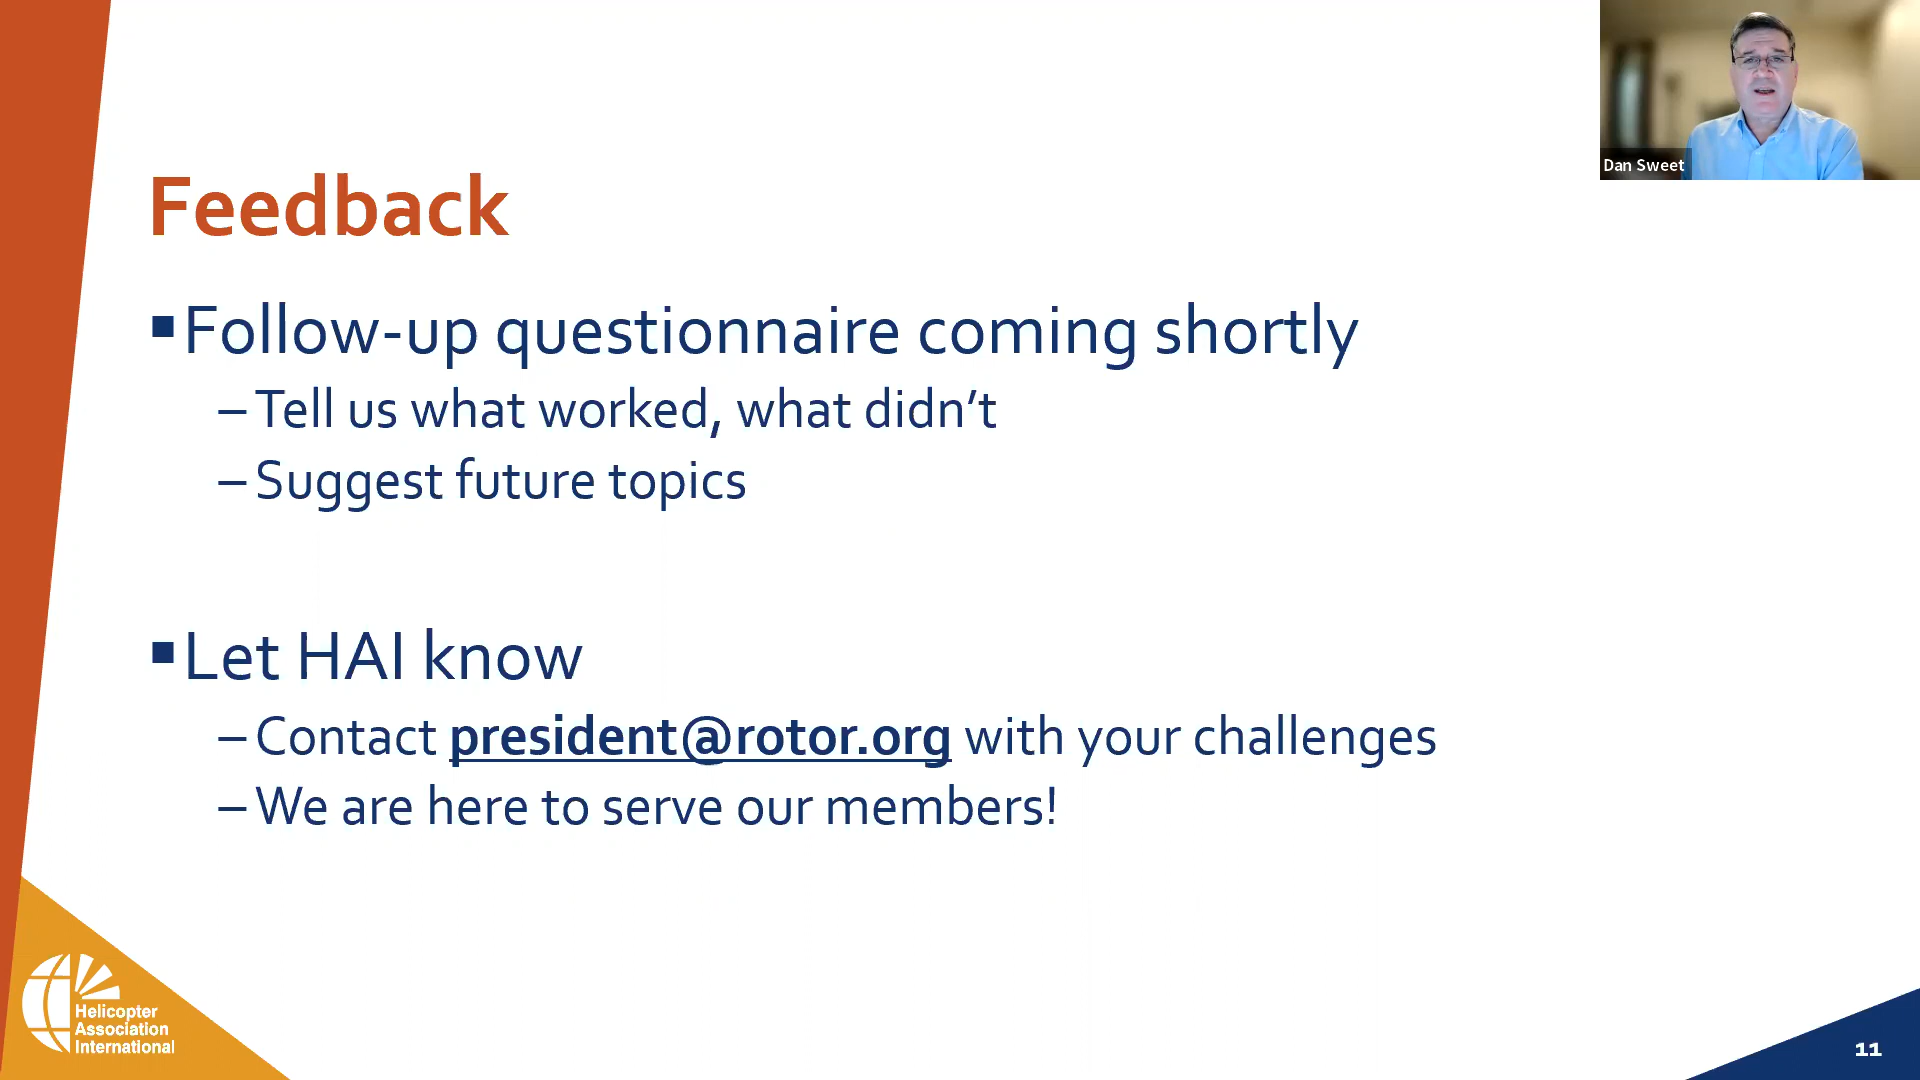 Dan Sweet
Feedback
▪Follow-up questionnaire coming shortly
–Tell us what worked, what didn’t
–Suggest future topics
▪Let HAI know
–Contact president@rotor.org with your challenges
–We are here to serve our members!
Helicopter
Association
International
11